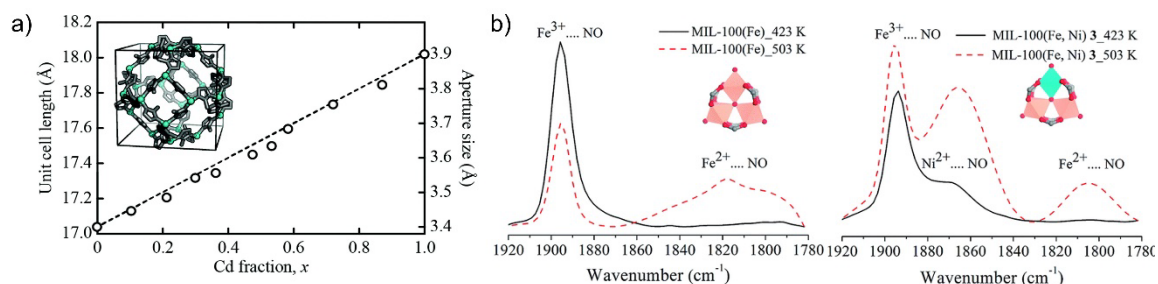 a)
18.2
18.0
17.8
17.6
17.4
17.2
17.0
Unit cell length (Å)
3.9
3.8
3.7
3.6
3.5
3.4
Aperture size (Å)
0 0.2 0.4 0.6 0.8 1.0
Cd fraction, x
b)
Fe3+.... NO
MIL-100(Fe)_423 K
MIL-100(Fe)_503 K
Fe2+.... NO
1920 1900 1880 1860 1840 1820 1800 1780
Wavenumber (cm-1)
Fe3+.... NO
MIL-100(Fe, Ni) 3_423 K
MIL-100(Fe, Ni) 3_503 K
Ni2+.... NO
Fe2+.... NO
1920 1900 1880 1860 1840 1820 1800 1780
Wavenumber (cm-1)